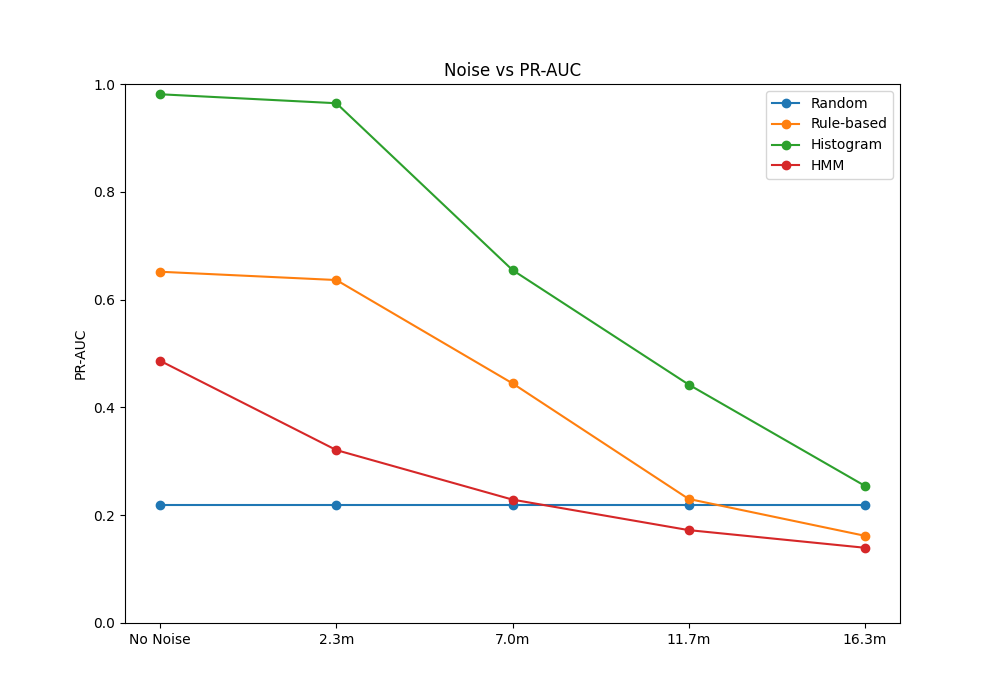 Noise vs PR-AUC
1.0
0.8
0.6
0.4
0.2
0.0
PR-AUC
Random
Rule-based
Histogram
HMM
No Noise
2.3m
7.0m
11.7m
16.3m